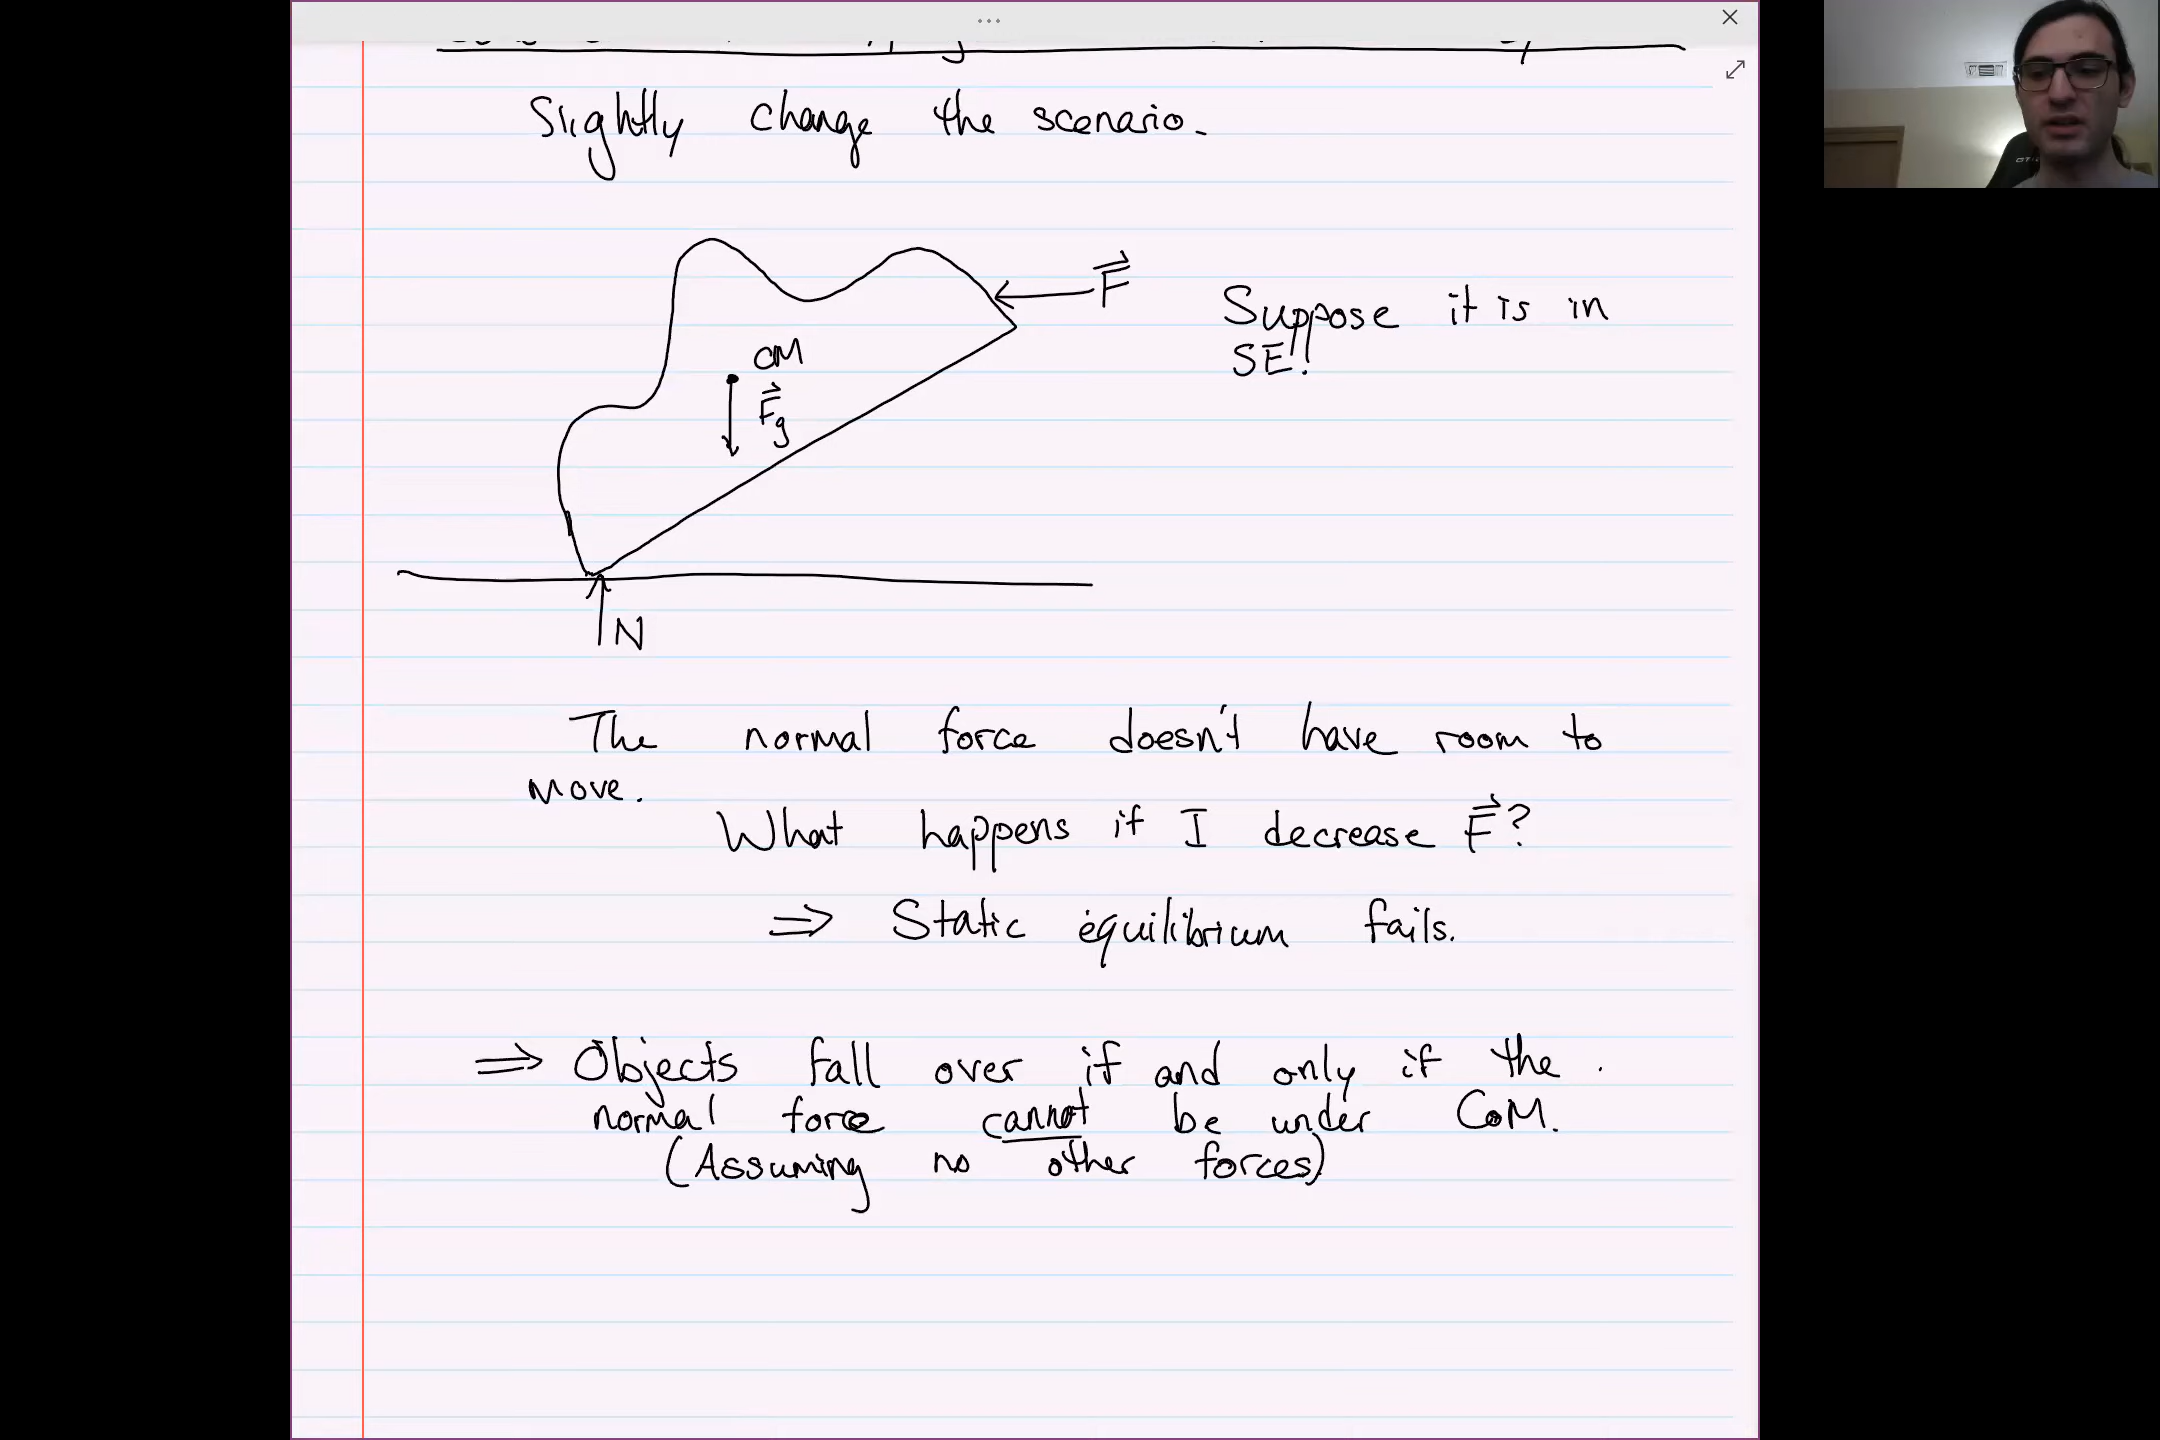 Slightly change the scenario.
F
Suppose it is in
SE!!
CM
Fg
N
The normal force doesn't have room to
move.
What happens if I decrease F?
⇒ Static equilibrium fails.
⇒ Objects fall over if and only if the
normal force cannot be under CoM.
(Assuming no other forces)